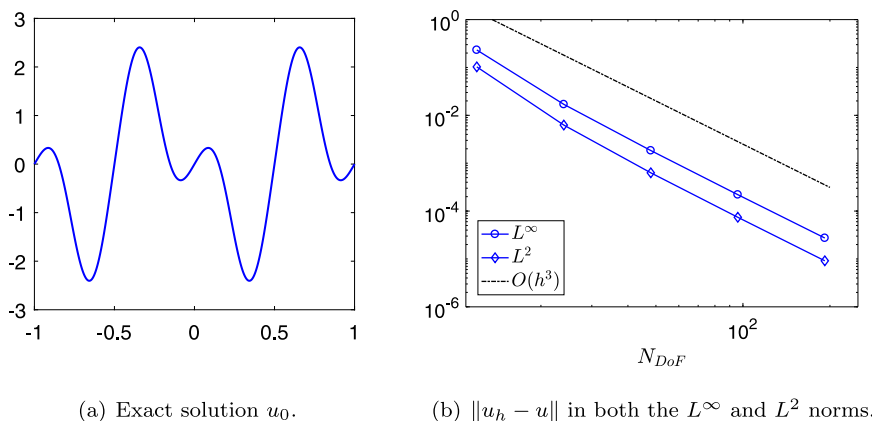 3
2
1
0
-1
-2
-3
-1
-0.5
0
0.5
1
10^0
10^-2
10^-4
10^-6
L^∞
L^2
O(h^3)
10^2
N_DoF
(a) Exact solution u_0.
(b) ‖u_h − u‖ in both the L^∞ and L^2 norms.